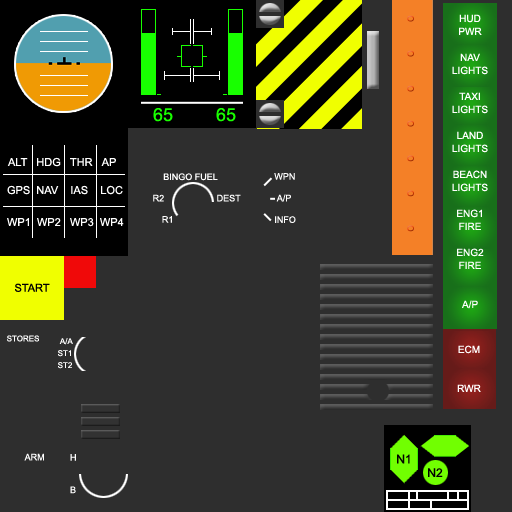 65 65
HUD
PWR
NAV
LIGHTS
TAXI
LIGHTS
LAND
LIGHTS
BEACN
LIGHTS
ENG1
FIRE
ENG2
FIRE
A/P
ECM
RWR
ALT HDG THR AP
GPS NAV IAS LOC
WP1 WP2 WP3 WP4
BINGO FUEL
R2 DEST
R1
WPN
A/P
INFO
START
STORES
A/A
ST1
ST2
ARM H
B
N1
N2